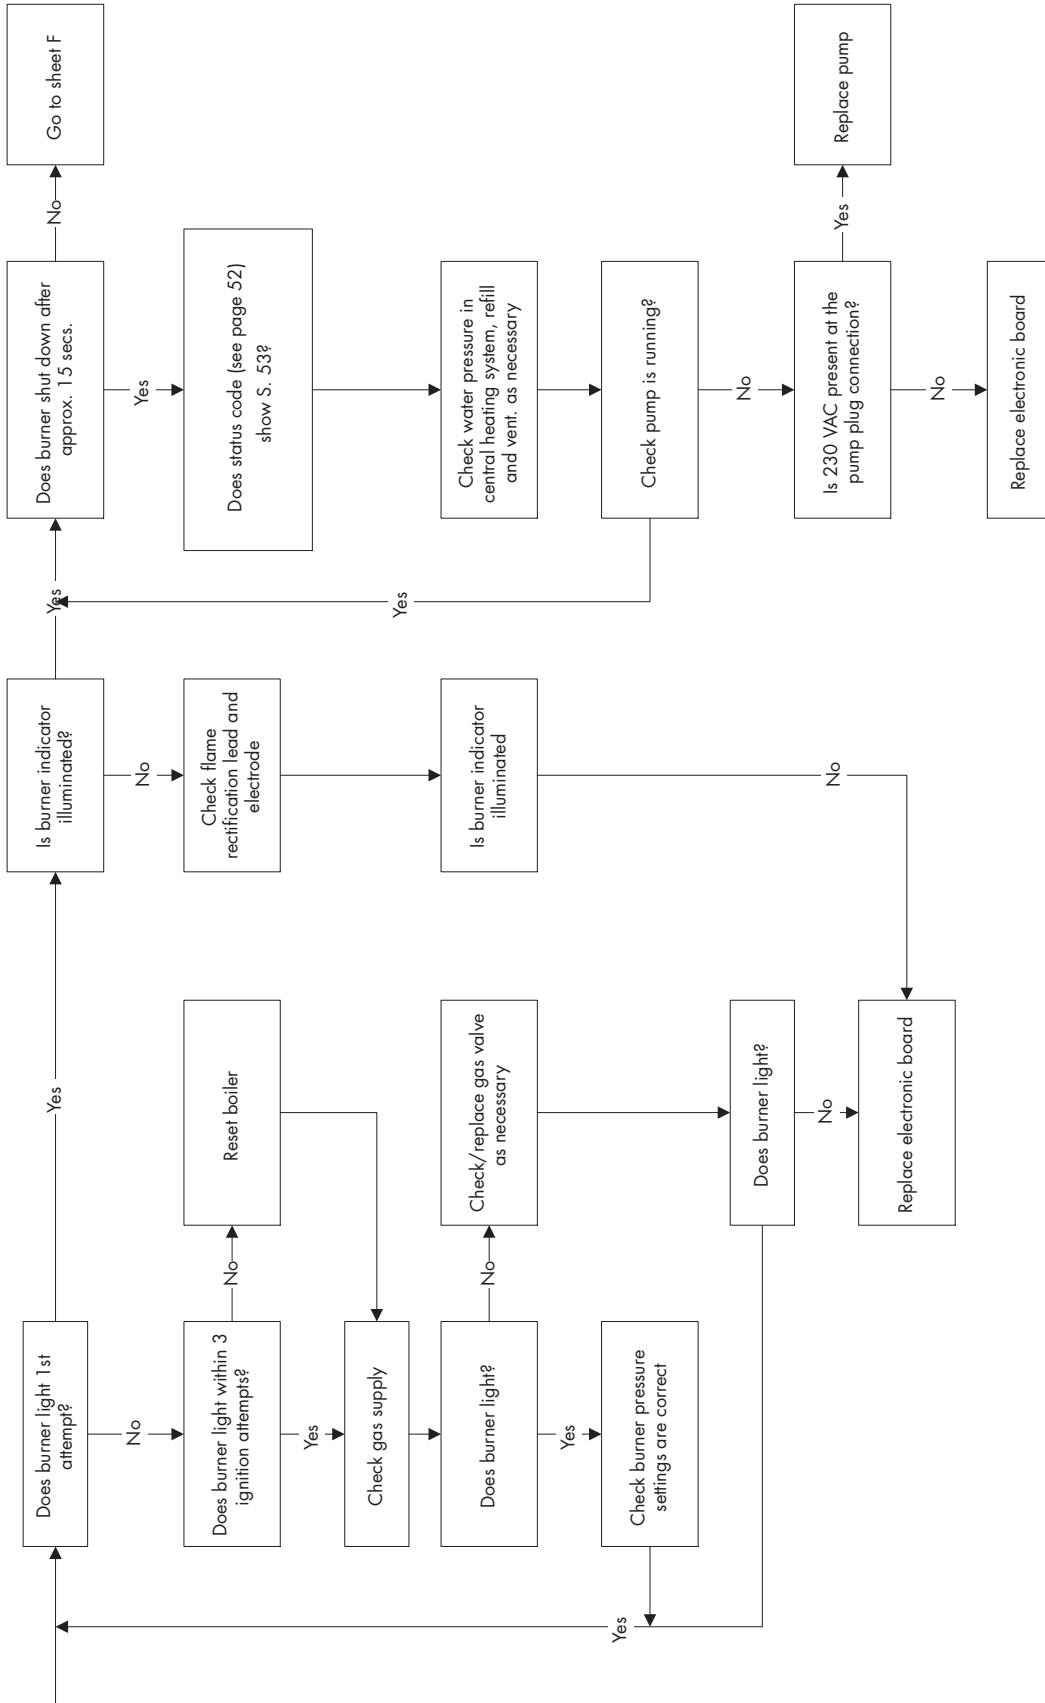 Does burner light 1st
attempt?
Yes
No
Does burner light within 3
ignition attempts?
No
Reset boiler
Yes
Check gas supply
Does burner light?
No
Check/replace gas valve
as necessary
Yes
Check burner pressure
settings are correct
Does burner light?
Yes
No
Replace electronic board
Is burner indicator
illuminated?
Yes
No
Check flame
rectification lead and
electrode
Is burner indicator
illuminated
No
Does burner shut down after
approx. 15 secs.
No
Go to sheet F
Yes
Does status code (see page 52)
show S. 53?
Check water pressure in
central heating system, refill
and vent. as necessary
Check pump is running?
Yes
No
Is 230 VAC present at the
pump plug connection?
Yes
Replace pump
No
Replace electronic board